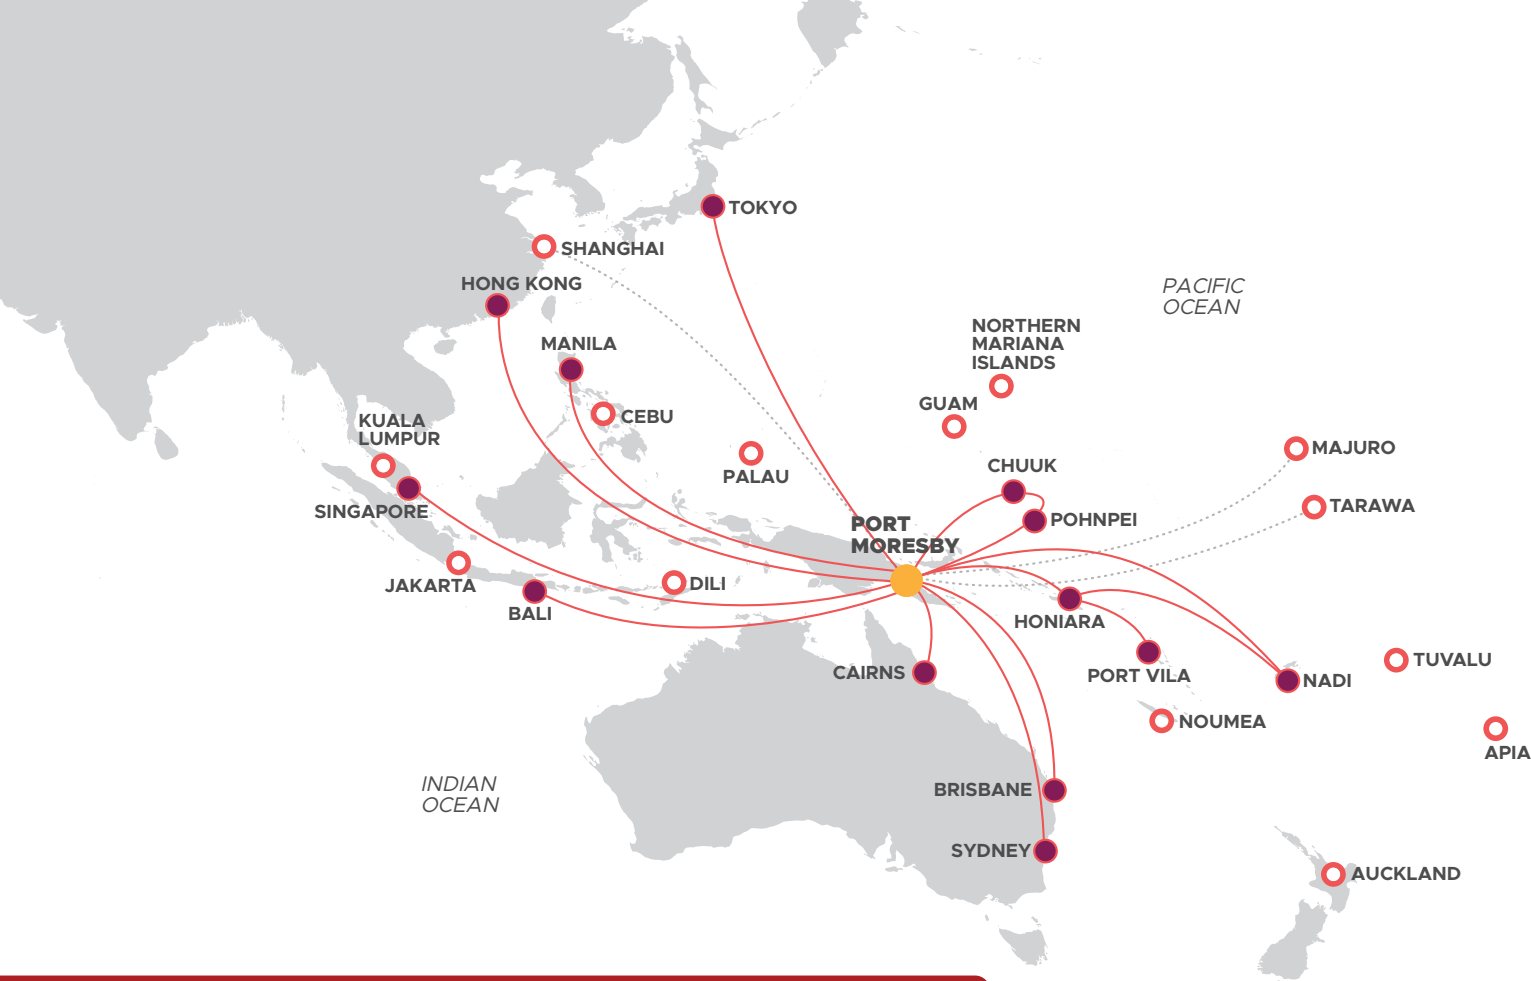 TOKYO
SHANGHAI
HONG KONG
PACIFIC
OCEAN
NORTHERN
MARIANA
ISLANDS
MANILA
GUAM
CEBU
KUALA
LUMPUR
MAJURO
CHUUK
PALAU
SINGAPORE
TARAWA
POHNPEI
PORT
MORESBY
JAKARTA
DILI
BALI
HONIARA
TUVALU
CAIRNS
PORT VILA
NADI
NOUMEA
APIA
INDIAN
OCEAN
BRISBANE
SYDNEY
AUCKLAND